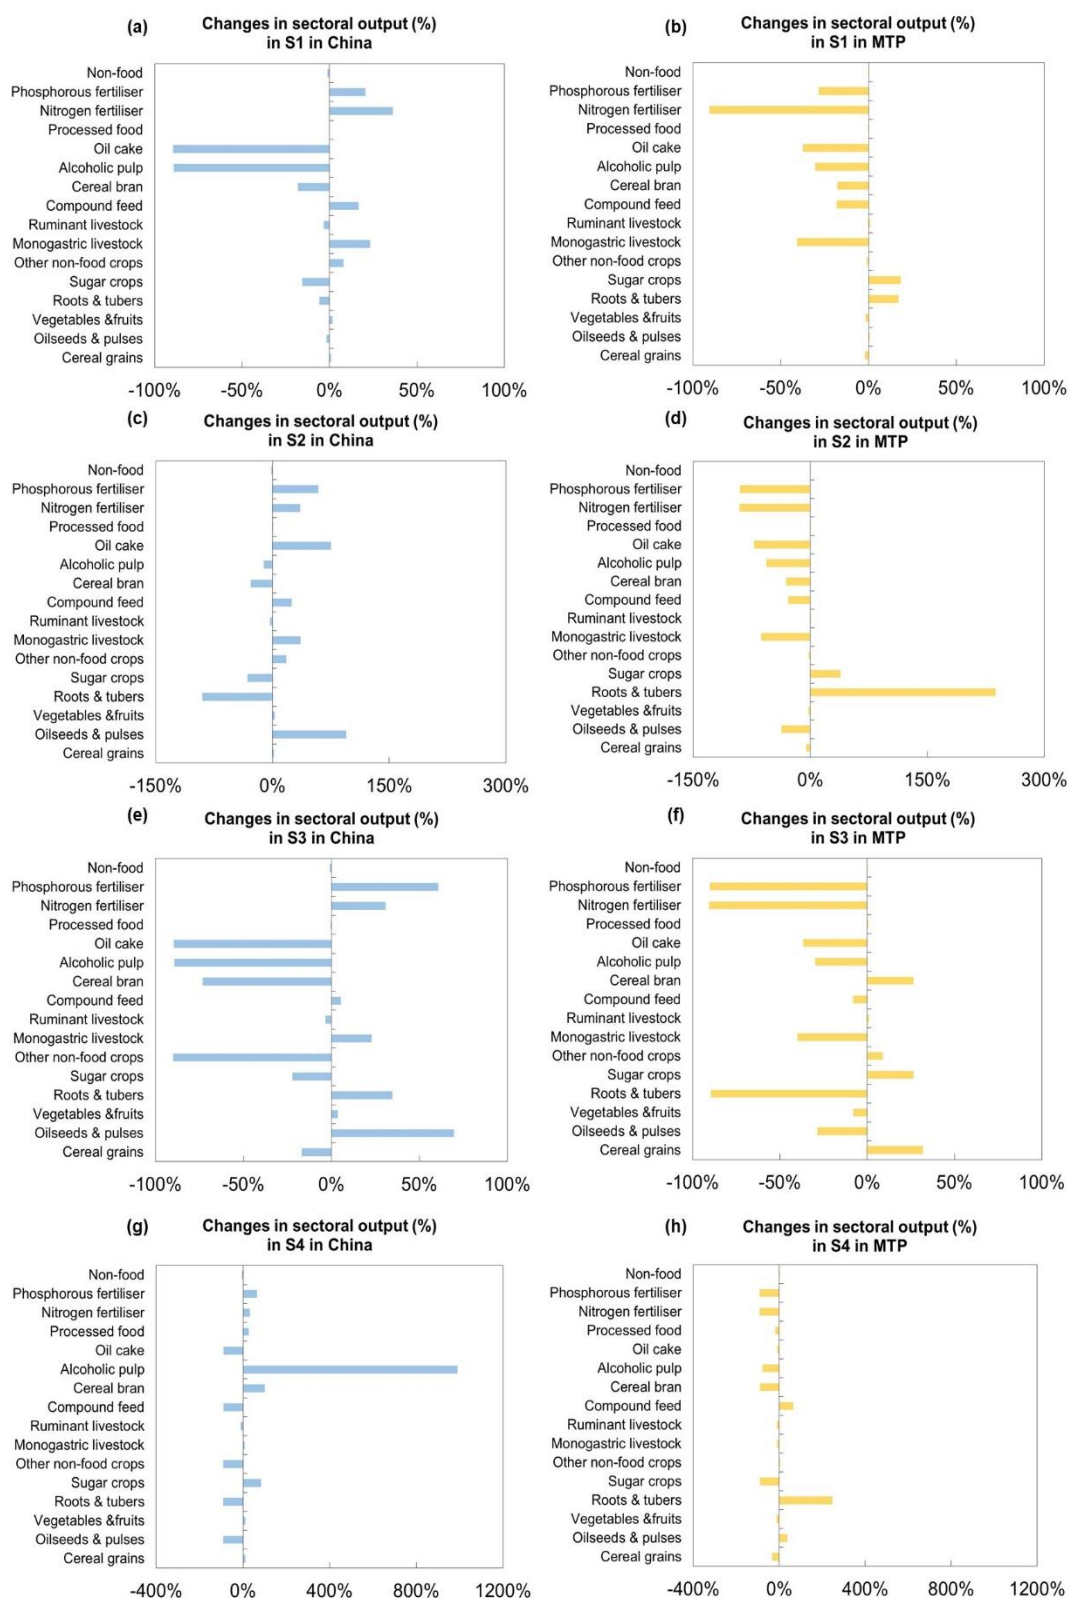 (a)
Changes in sectoral output (%)
in S1 in China
Non-food
Phosphorous fertiliser
Nitrogen fertiliser
Processed food
Oil cake
Alcoholic pulp
Cereal bran
Compound feed
Ruminant livestock
Monogastric livestock
Other non-food crops
Sugar crops
Roots & tubers
Vegetables &fruits
Oilseeds & pulses
Cereal grains
-100% -50% 0% 50% 100%
(b)
Changes in sectoral output (%)
in S1 in MTP
Non-food
Phosphorous fertiliser
Nitrogen fertiliser
Processed food
Oil cake
Alcoholic pulp
Cereal bran
Compound feed
Ruminant livestock
Monogastric livestock
Other non-food crops
Sugar crops
Roots & tubers
Vegetables &fruits
Oilseeds & pulses
Cereal grains
-100% -50% 0% 50% 100%
(c)
Changes in sectoral output (%)
in S2 in China
Non-food
Phosphorous fertiliser
Nitrogen fertiliser
Processed food
Oil cake
Alcoholic pulp
Cereal bran
Compound feed
Ruminant livestock
Monogastric livestock
Other non-food crops
Sugar crops
Roots & tubers
Vegetables &fruits
Oilseeds & pulses
Cereal grains
-150% 0% 150% 300%
(d)
Changes in sectoral output (%)
in S2 in MTP
Non-food
Phosphorous fertiliser
Nitrogen fertiliser
Processed food
Oil cake
Alcoholic pulp
Cereal bran
Compound feed
Ruminant livestock
Monogastric livestock
Other non-food crops
Sugar crops
Roots & tubers
Vegetables &fruits
Oilseeds & pulses
Cereal grains
-150% 0% 150% 300%
(e)
Changes in sectoral output (%)
in S3 in China
Non-food
Phosphorous fertiliser
Nitrogen fertiliser
Processed food
Oil cake
Alcoholic pulp
Cereal bran
Compound feed
Ruminant livestock
Monogastric livestock
Other non-food crops
Sugar crops
Roots & tubers
Vegetables &fruits
Oilseeds & pulses
Cereal grains
-100% -50% 0% 50% 100%
(f)
Changes in sectoral output (%)
in S3 in MTP
Non-food
Phosphorous fertiliser
Nitrogen fertiliser
Processed food
Oil cake
Alcoholic pulp
Cereal bran
Compound feed
Ruminant livestock
Monogastric livestock
Other non-food crops
Sugar crops
Roots & tubers
Vegetables &fruits
Oilseeds & pulses
Cereal grains
-100% -50% 0% 50% 100%
(g)
Changes in sectoral output (%)
in S4 in China
Non-food
Phosphorous fertiliser
Nitrogen fertiliser
Processed food
Oil cake
Alcoholic pulp
Cereal bran
Compound feed
Ruminant livestock
Monogastric livestock
Other non-food crops
Sugar crops
Roots & tubers
Vegetables &fruits
Oilseeds & pulses
Cereal grains
-400% 0% 400% 800% 1200%
(h)
Changes in sectoral output (%)
in S4 in MTP
Non-food
Phosphorous fertiliser
Nitrogen fertiliser
Processed food
Oil cake
Alcoholic pulp
Cereal bran
Compound feed
Ruminant livestock
Monogastric livestock
Other non-food crops
Sugar crops
Roots & tubers
Vegetables &fruits
Oilseeds & pulses
Cereal grains
-400% 0% 400% 800% 1200%